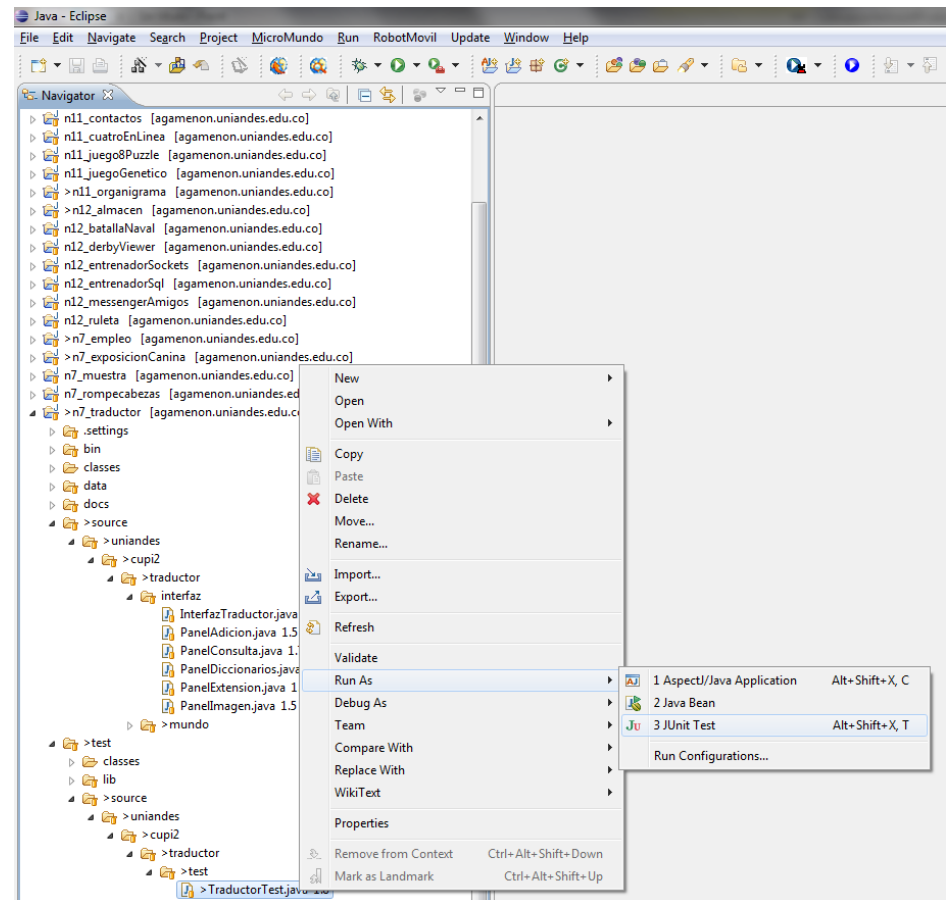 Java - Eclipse
File Edit Navigate Search Project MicroMundo Run RobotMovil Update Window Help
Navigator
n11_contactos [agamenon.uniandes.edu.co]
n11_cuatroEnLinea [agamenon.uniandes.edu.co]
n11_juego8Puzzle [agamenon.uniandes.edu.co]
n11_juegoGenetico [agamenon.uniandes.edu.co]
>n11_organigrama [agamenon.uniandes.edu.co]
>n12_almacen [agamenon.uniandes.edu.co]
n12_batallaNaval [agamenon.uniandes.edu.co]
n12_derbyViewer [agamenon.uniandes.edu.co]
n12_entrenadorSockets [agamenon.uniandes.edu.co]
n12_entrenadorSql [agamenon.uniandes.edu.co]
n12_messengerAmigos [agamenon.uniandes.edu.co]
n12_ruleta [agamenon.uniandes.edu.co]
>n7_empleo [agamenon.uniandes.edu.co]
>n7_exposicionCanina [agamenon.uniandes.edu.co]
n7_muestra [agamenon.uniandes.edu.co]
n7_rompecabezas [agamenon.uniandes.ed
>n7_traductor [agamenon.uniandes.edu.c
.settings
bin
classes
data
docs
>source
>uniandes
>cupi2
>traductor
interfaz
InterfazTraductor.java
PanelAdicion.java 1.5
PanelConsulta.java 1.
PanelDiccionarios.java
PanelExtension.java 1
PanelImagen.java 1.5
>mundo
>test
classes
lib
>source
>uniandes
>cupi2
>traductor
>test
>TraductorTest.java
New
Open
Open With
Copy
Paste
Delete
Move...
Rename...
Import...
Export...
Refresh
Validate
Run As
Debug As
Team
Compare With
Replace With
WikiText
Properties
Remove from Context Ctrl+Alt+Shift+Down
Mark as Landmark Ctrl+Alt+Shift+Up
1 AspectJ/Java Application Alt+Shift+X, C
2 Java Bean
3 JUnit Test Alt+Shift+X, T
Run Configurations...